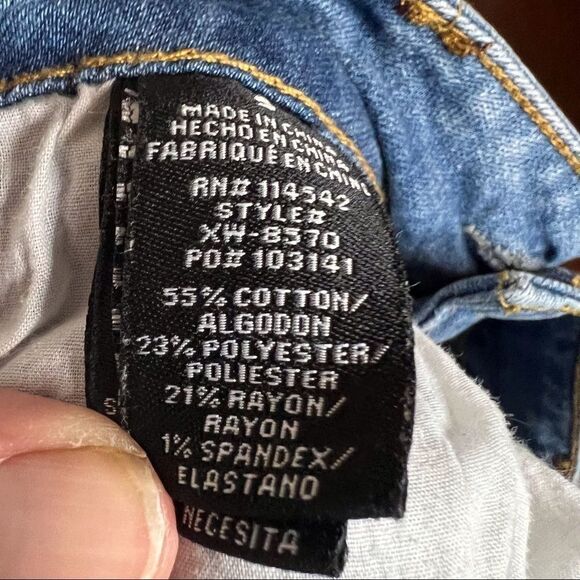 MADE IN CHINA
HECHO EN CHINA
FABRIQUÉ EN CHINE
RN# 114542
STYLE#
XW-8570
PO# 103141
55% COTTON/
ALGODON
23% POLYESTER/
POLIESTER
21% RAYON/
RAYON
1% SPANDEX/
ELASTANO
NECESITA